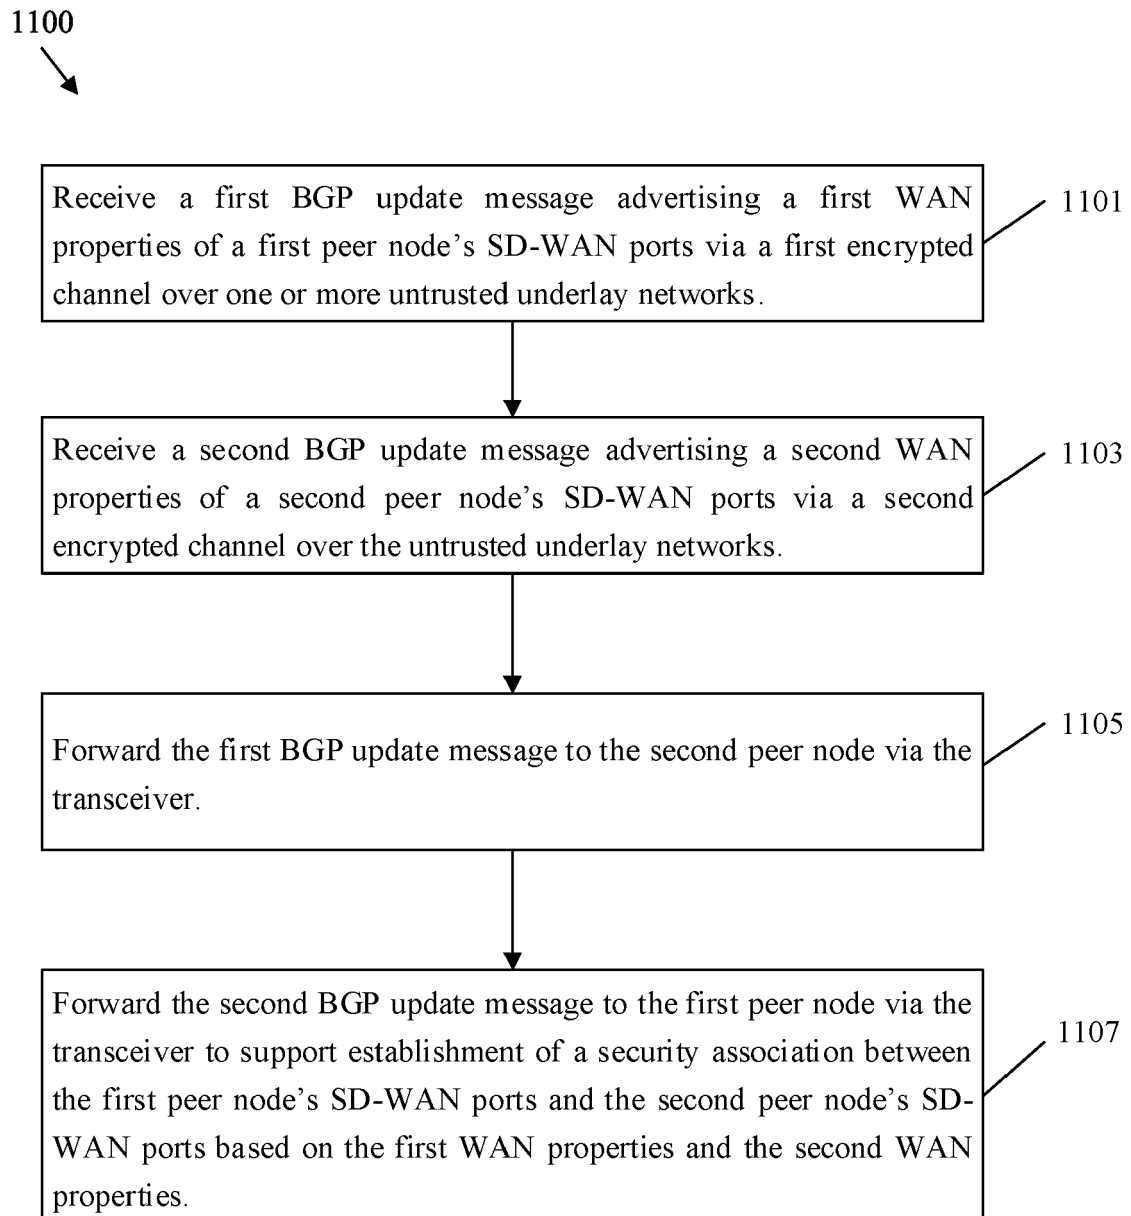 1100
Receive a first BGP update message advertising a first WAN
properties of a first peer node's SD-WAN ports via a first encrypted
channel over one or more untrusted underlay networks.
1101
Receive a second BGP update message advertising a second WAN
properties of a second peer node's SD-WAN ports via a second
encrypted channel over the untrusted underlay networks.
1103
Forward the first BGP update message to the second peer node via the
transceiver.
1105
Forward the second BGP update message to the first peer node via the
transceiver to support establishment of a security association between
the first peer node's SD-WAN ports and the second peer node's SD-
WAN ports based on the first WAN properties and the second WAN
properties.
1107